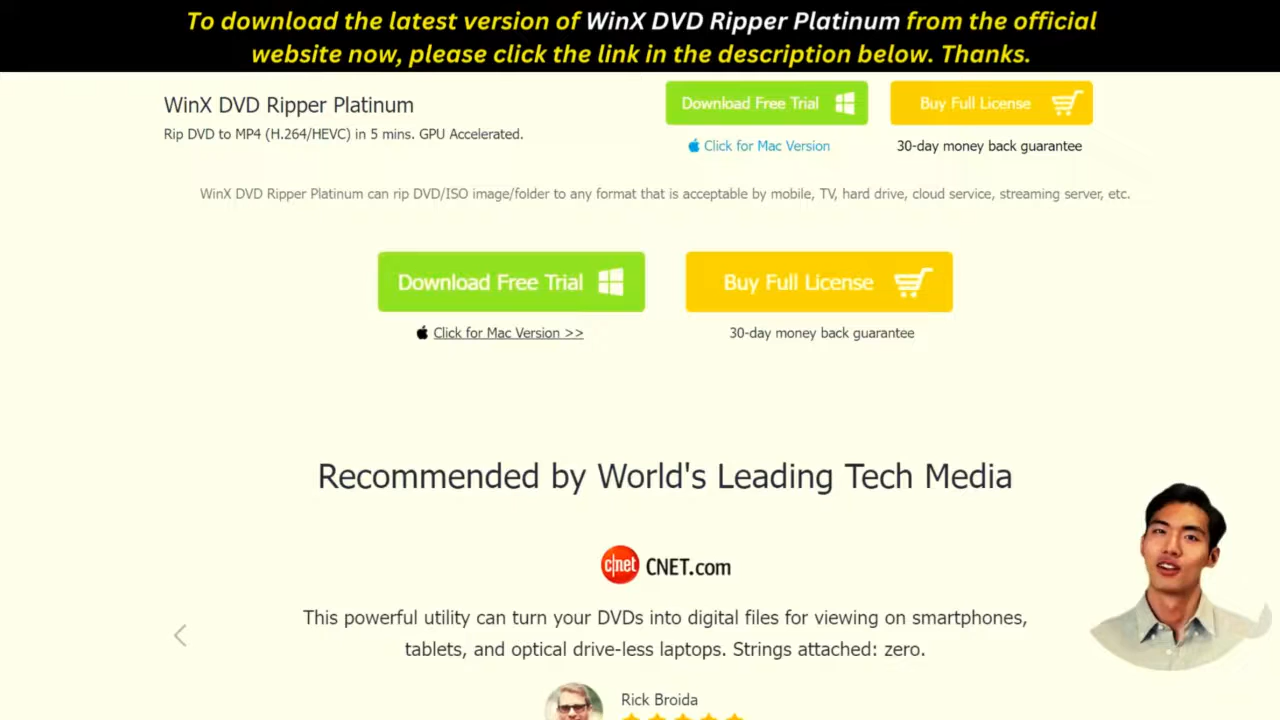 To download the latest version of WinX DVD Ripper Platinum from the official
website now, please click the link in the description below. Thanks.
WinX DVD Ripper Platinum
Rip DVD to MP4 (H.264/HEVC) in 5 mins. GPU Accelerated.
Download Free Trial
Click for Mac Version
Buy Full License
30-day money back guarantee
WinX DVD Ripper Platinum can rip DVD/ISO image/folder to any format that is acceptable by mobile, TV, hard drive, cloud service, streaming server, etc.
Download Free Trial
Click for Mac Version >>
Buy Full License
30-day money back guarantee
Recommended by World's Leading Tech Media
c|net CNET.com
This powerful utility can turn your DVDs into digital files for viewing on smartphones,
tablets, and optical drive-less laptops. Strings attached: zero.
Rick Broida